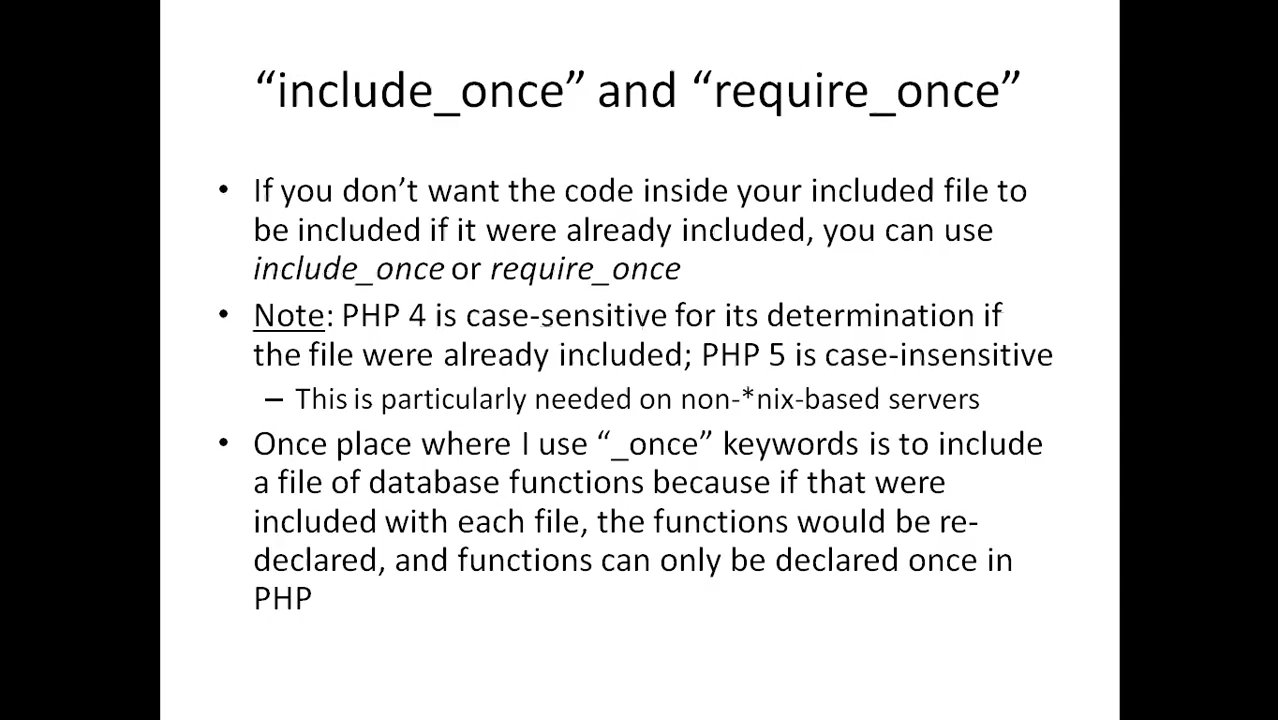 “include_once” and “require_once”
• If you don’t want the code inside your included file to
be included if it were already included, you can use
include_once or require_once
• Note: PHP 4 is case-sensitive for its determination if
the file were already included; PHP 5 is case-insensitive
– This is particularly needed on non-*nix-based servers
• Once place where I use “_once” keywords is to include
a file of database functions because if that were
included with each file, the functions would be re-
declared, and functions can only be declared once in
PHP